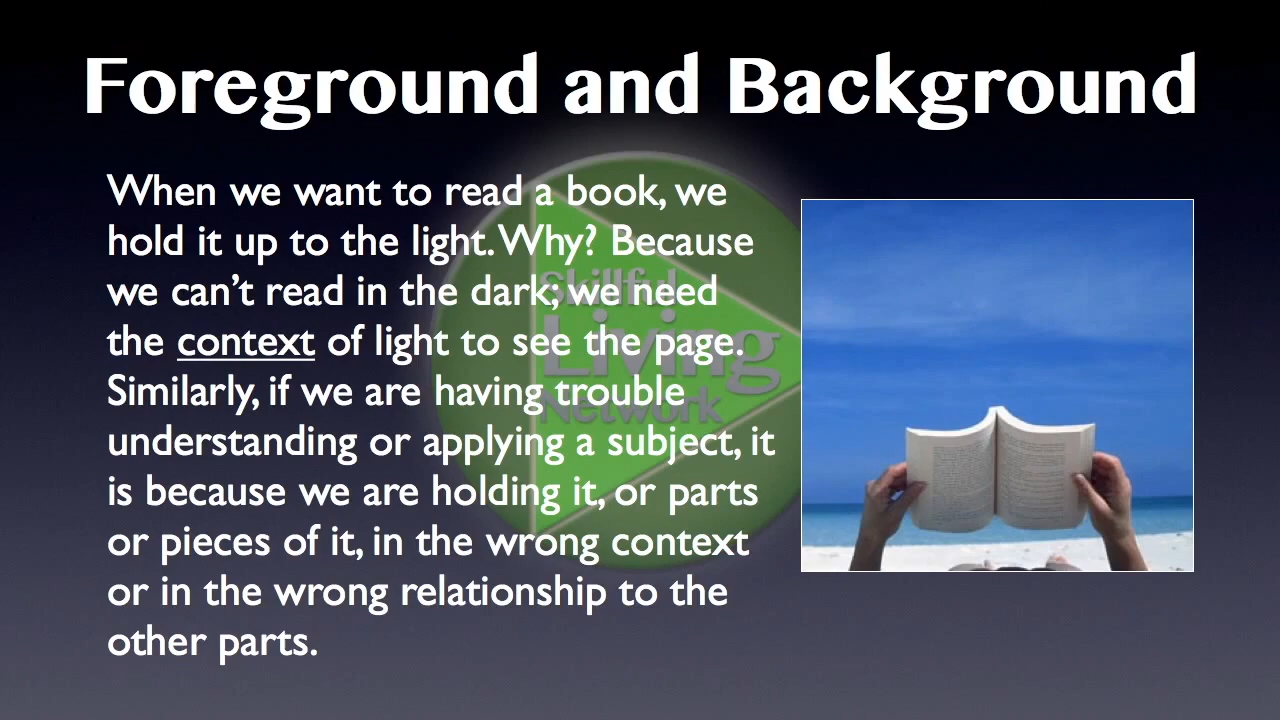 Foreground and Background
When we want to read a book, we
hold it up to the light. Why? Because
we can't read in the dark; we need
the context of light to see the page.
Similarly, if we are having trouble
understanding or applying a subject, it
is because we are holding it, or parts
or pieces of it, in the wrong context
or in the wrong relationship to the
other parts.
Skillful
Living
Network